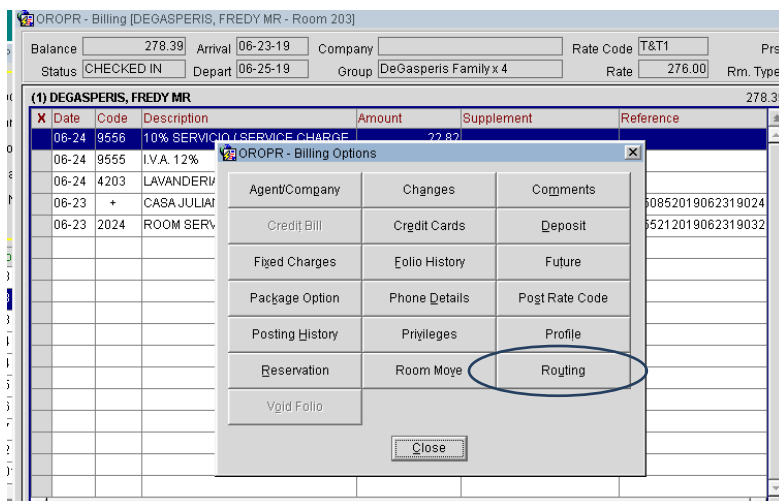 OROPR - Billing [DEGASPERIS, FREDY MR - Room 203]
Balance 278.39 Arrival 06-23-19 Company Rate Code T&T1 Prs
Status CHECKED IN Depart 06-25-19 Group DeGasperis Family x 4 Rate 276.00 Rm. Type
(1) DEGASPERIS, FREDY MR 278.3
X Date Code Description Amount Supplement Reference
06-24 9556 10% SERVICIO ( SERVICE CHARGE 22.82
06-24 9555 I.V.A. 12%
06-24 4203 LAVANDERIA
06-23 + CASA JULIAN 50852019062319024
06-23 2024 ROOM SERV 55212019062319032
OROPR - Billing Options
Agent/Company Changes Comments
Credit Bill Credit Cards Deposit
Fixed Charges Folio History Future
Package Option Phone Details Post Rate Code
Posting History Privileges Profile
Reservation Room Move Routing
Void Folio
Close